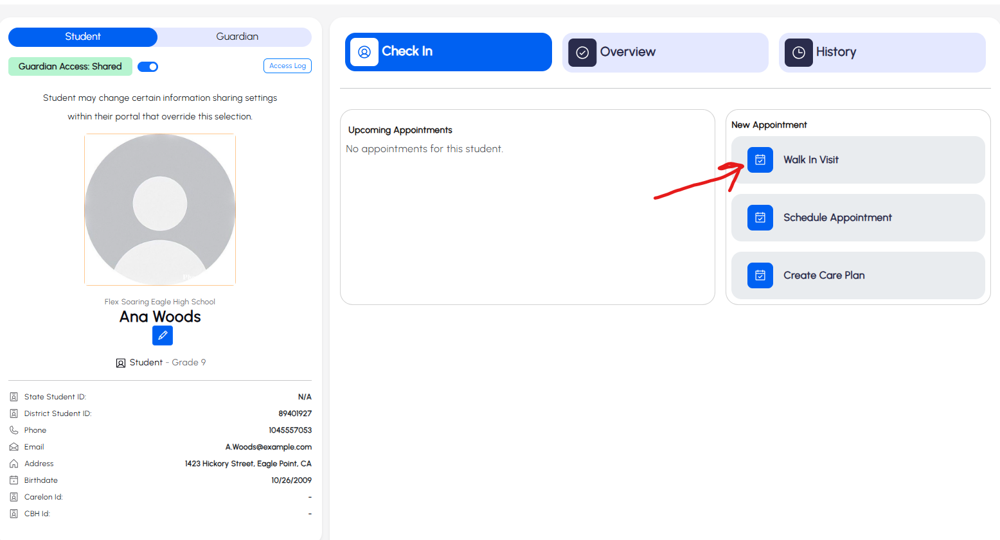 Student
Guardian
Guardian Access: Shared
Access Log
Student may change certain information sharing settings
within their portal that override this selection.
Flex Soaring Eagle High School
Ana Woods
Student - Grade 9
State Student ID: N/A
District Student ID: 89401927
Phone 1045557053
Email A.Woods@example.com
Address 1423 Hickory Street, Eagle Point, CA
Birthdate 10/26/2009
Carelon Id: -
CBH Id: -
Check In
Overview
History
Upcoming Appointments
No appointments for this student.
New Appointment
Walk In Visit
Schedule Appointment
Create Care Plan